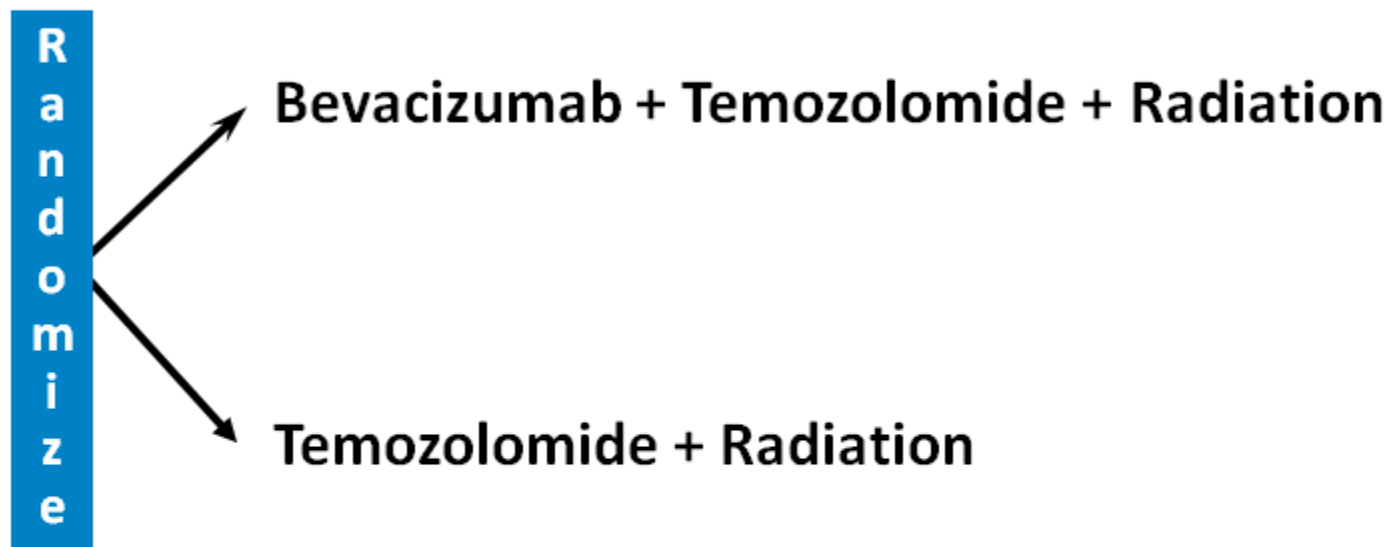 Randomize
Bevacizumab + Temozolomide + Radiation
Temozolomide + Radiation